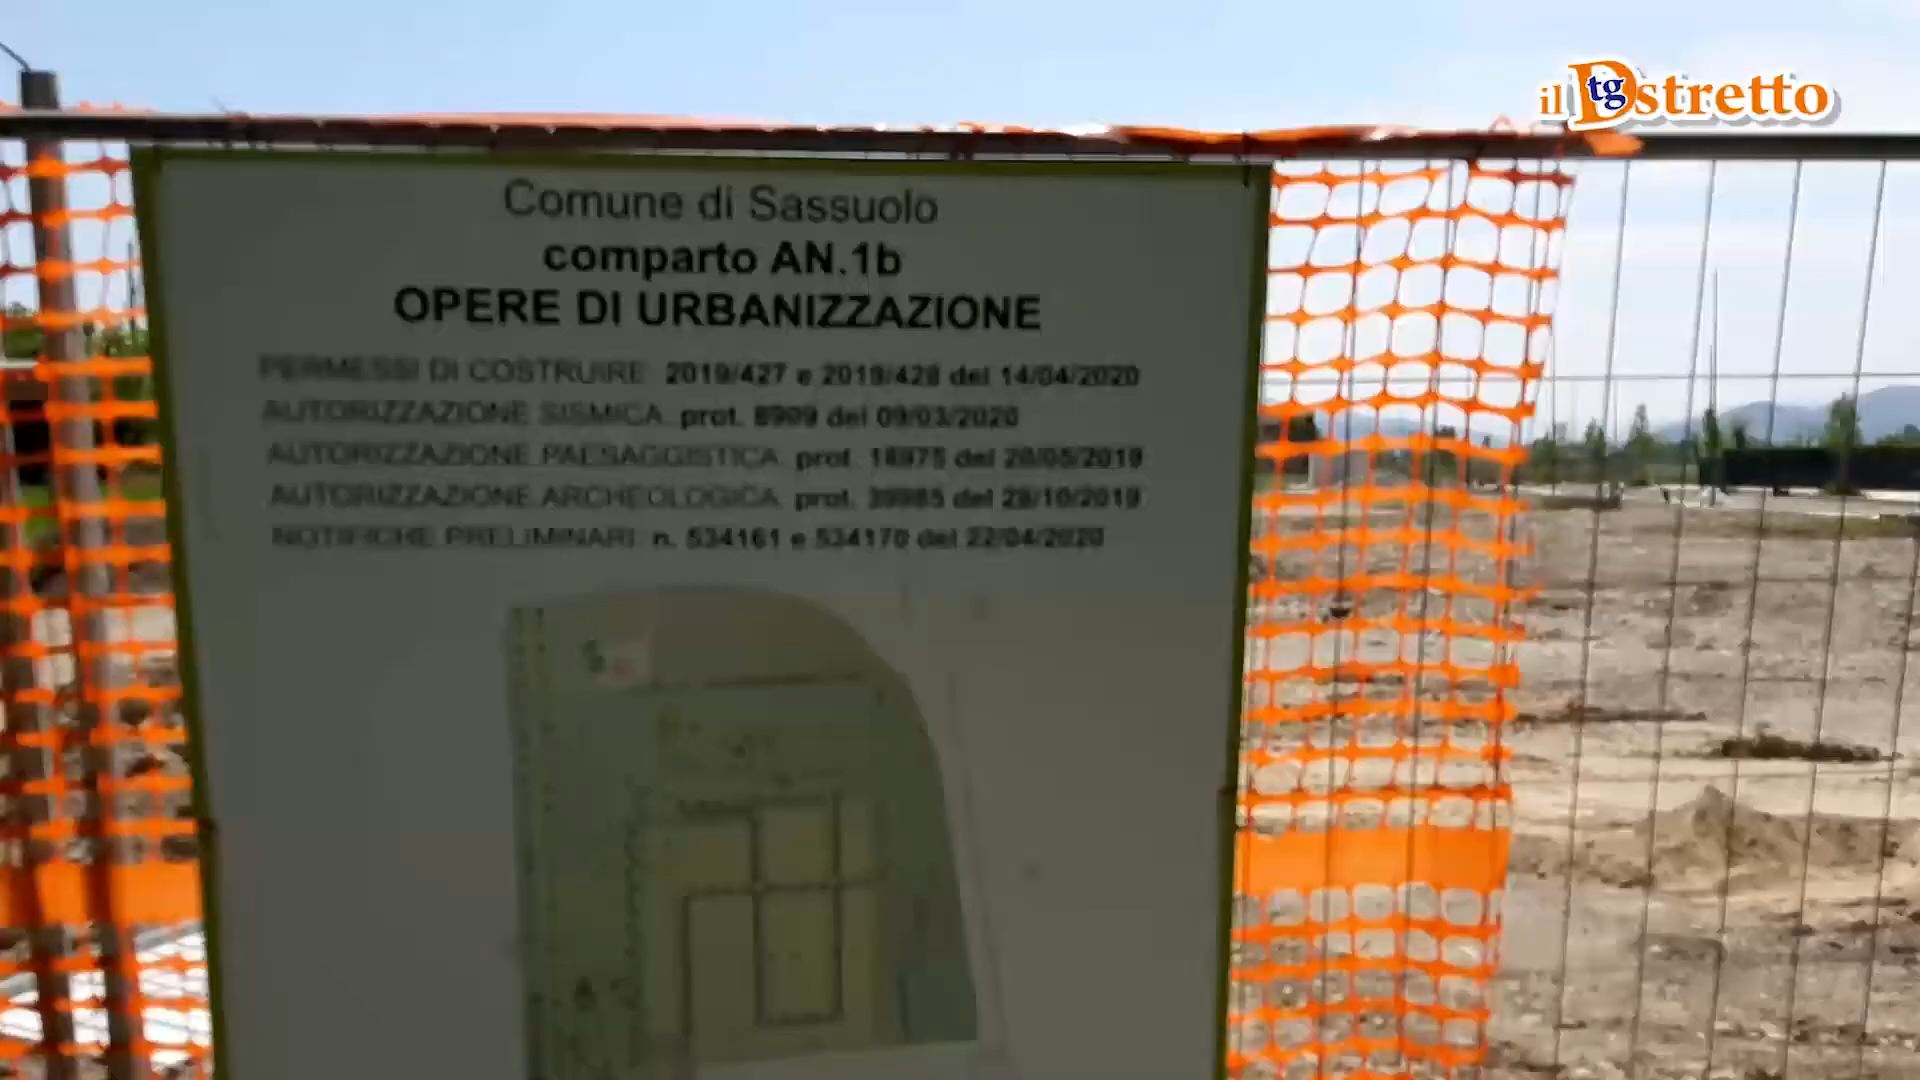 il Distretto
tg
Comune di Sassuolo
comparto AN.1b
OPERE DI URBANIZZAZIONE
PERMESSI DI COSTRUIRE: 2019/427 e 2019/428 del 14/04/2020
AUTORIZZAZIONE SISMICA: prot. 8909 del 09/03/2020
AUTORIZZAZIONE PAESAGGISTICA: prot. 18975 del 20/05/2019
AUTORIZZAZIONE ARCHEOLOGICA: prot. 39985 del 28/10/2019
NOTIFICHE PRELIMINARI: n. 534161 e 534170 del 22/04/2020